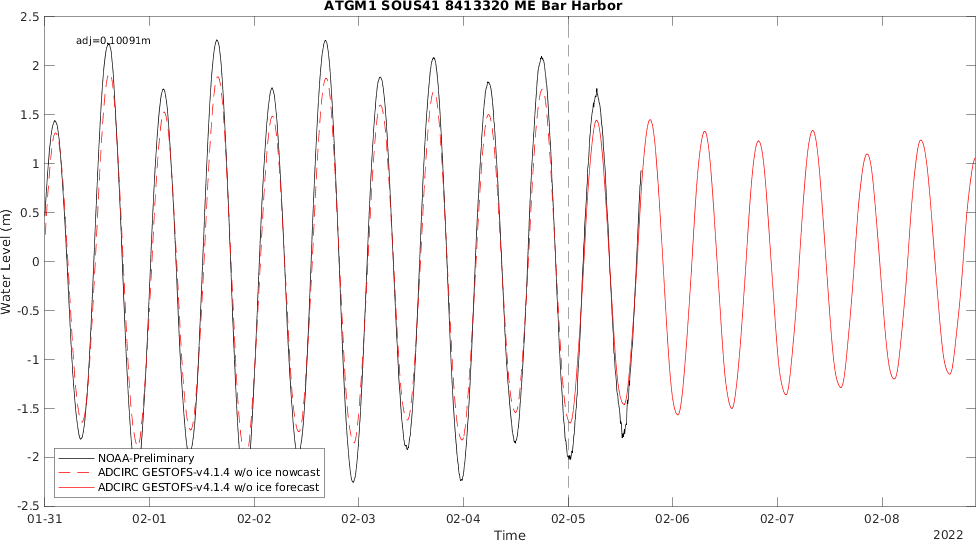 ATGM1 SOUS41 8413320 ME Bar Harbor
adj=0.10091m
2.5
2
1.5
1
0.5
0
-0.5
-1
-1.5
-2
-2.5
Water Level (m)
NOAA-Preliminary
ADCIRC GESTOFS-v4.1.4 w/o ice nowcast
ADCIRC GESTOFS-v4.1.4 w/o ice forecast
01-31 02-01 02-02 02-03 02-04 02-05 02-06 02-07 02-08
Time
2022